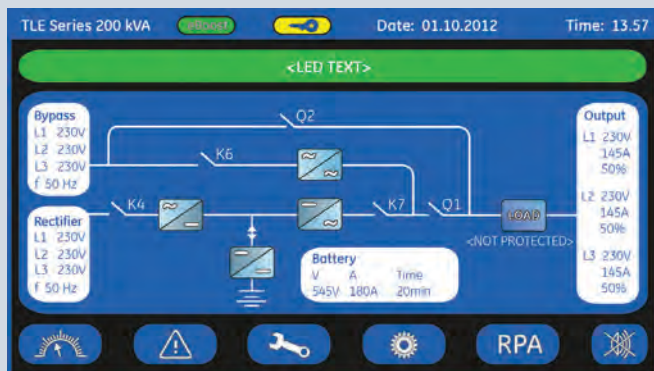 TLE Series 200 kVA eBoost Date: 01.10.2012 Time: 13.57
<LED TEXT>
Bypass
L1 230V
L2 230V
L3 230V
f 50 Hz
Q2
K6
Rectifier
L1 230V
L2 230V
L3 230V
f 50 Hz
K4
K7
Q1
LOAD
<NOT PROTECTED>
Battery
V A Time
545V 180A 20min
Output
L1 230V
145A
50%
L2 230V
145A
50%
L3 230V
145A
50%
RPA